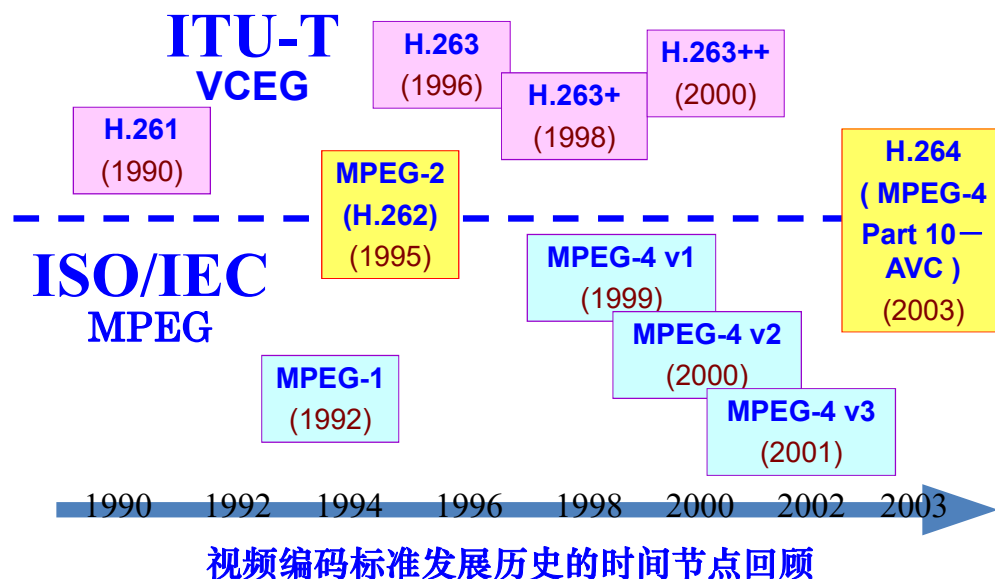 ITU-T
VCEG
H.261
(1990)
H.263
(1996)
H.263+
(1998)
H.263++
(2000)
MPEG-2
(H.262)
(1995)
H.264
( MPEG-4
Part 10－
AVC )
(2003)
ISO/IEC
MPEG
MPEG-1
(1992)
MPEG-4 v1
(1999)
MPEG-4 v2
(2000)
MPEG-4 v3
(2001)
1990 1992 1994 1996 1998 2000 2002 2003
视频编码标准发展历史的时间节点回顾